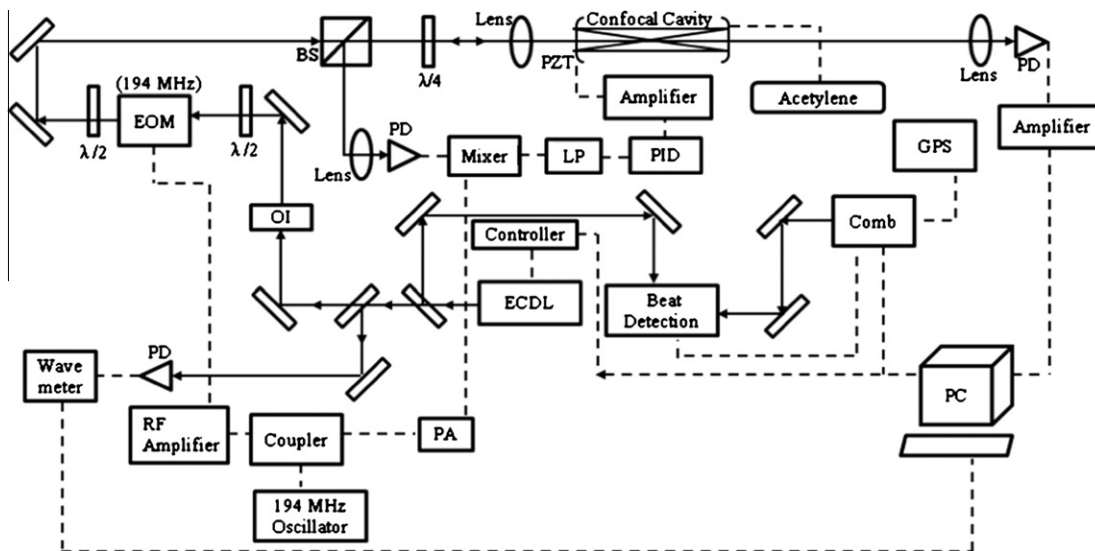 Lens
Confocal Cavity
BS
λ/4
PZT
Lens
PD
(194 MHz)
EOM
λ/2
λ/2
Amplifier
Acetylene
Amplifier
PD
Lens
Mixer
LP
PID
GPS
OI
Controller
Comb
ECDL
Beat
Detection
PD
Wave
meter
PC
RF
Amplifier
Coupler
PA
194 MHz
Oscillator